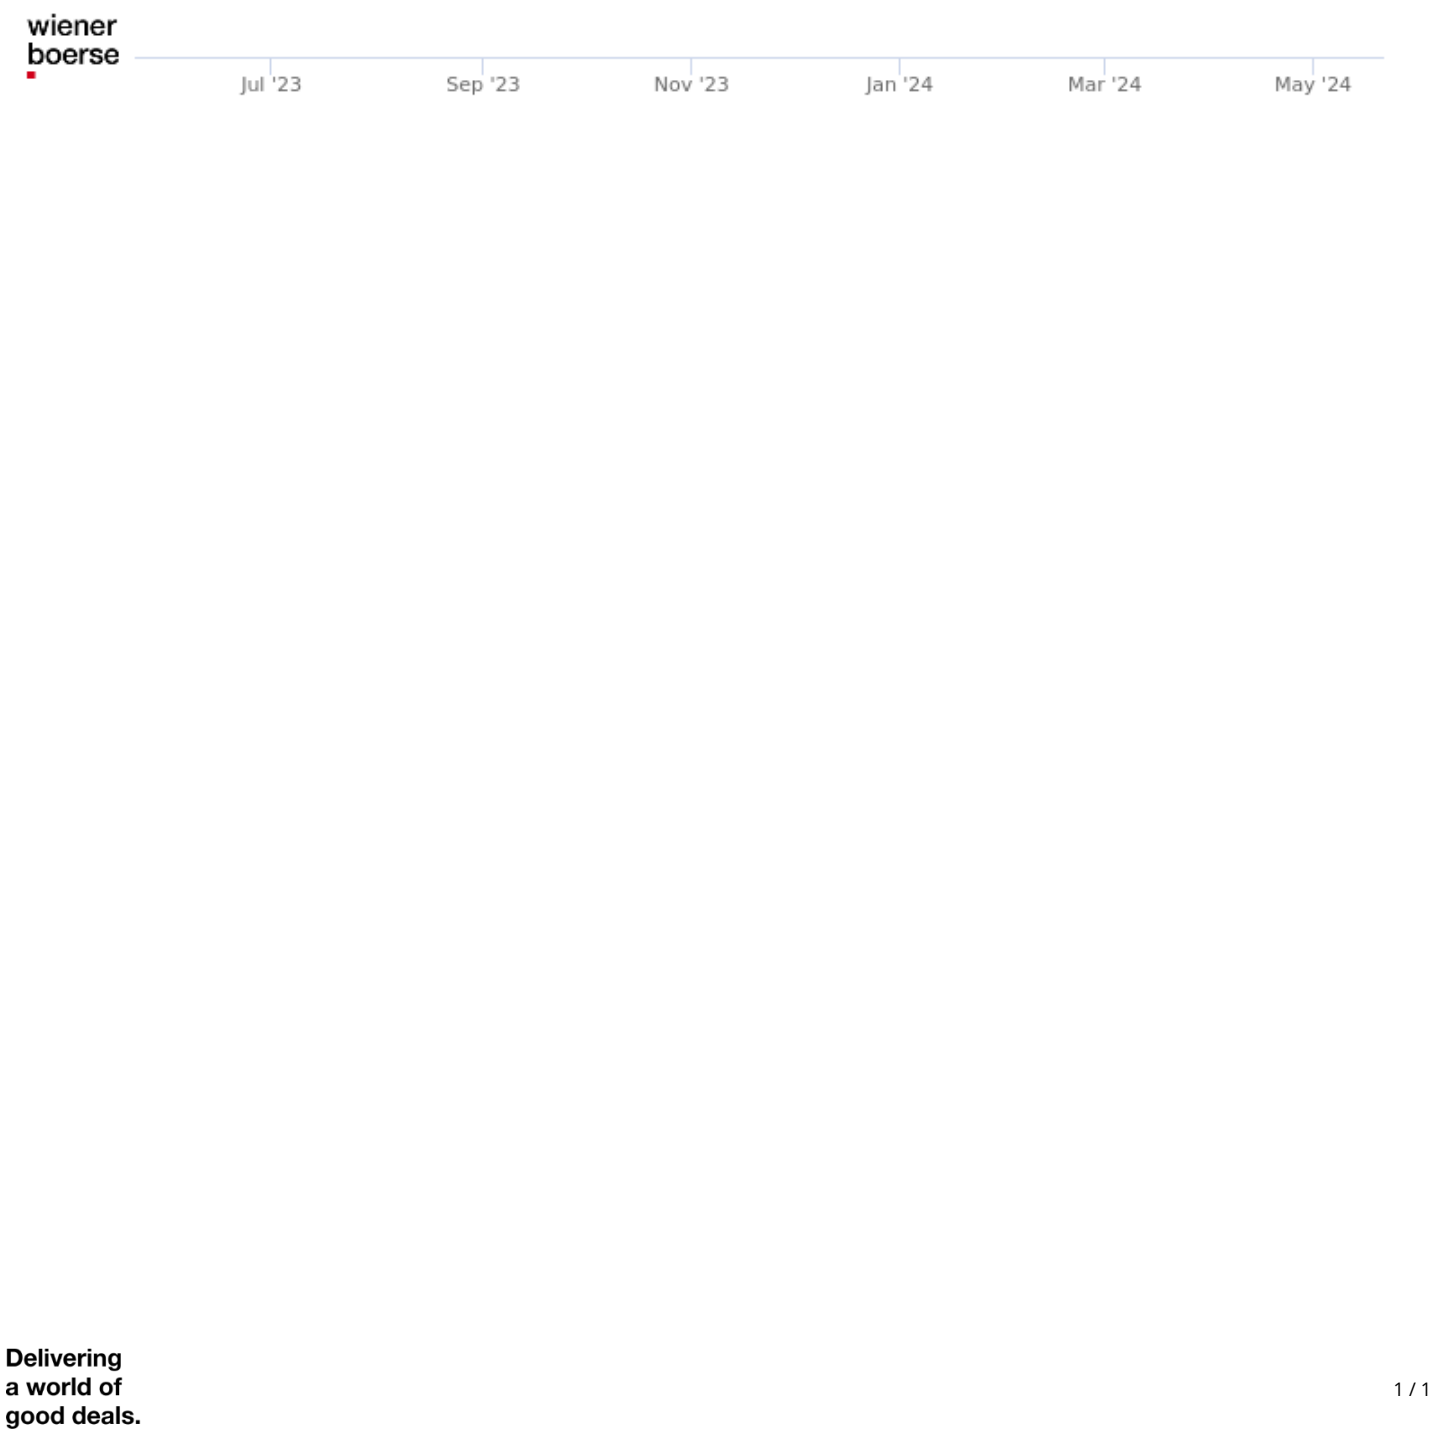 wiener
boerse
Jul '23 Sep '23 Nov '23 Jan '24 Mar '24 May '24
Delivering
a world of
good deals.
1 / 1